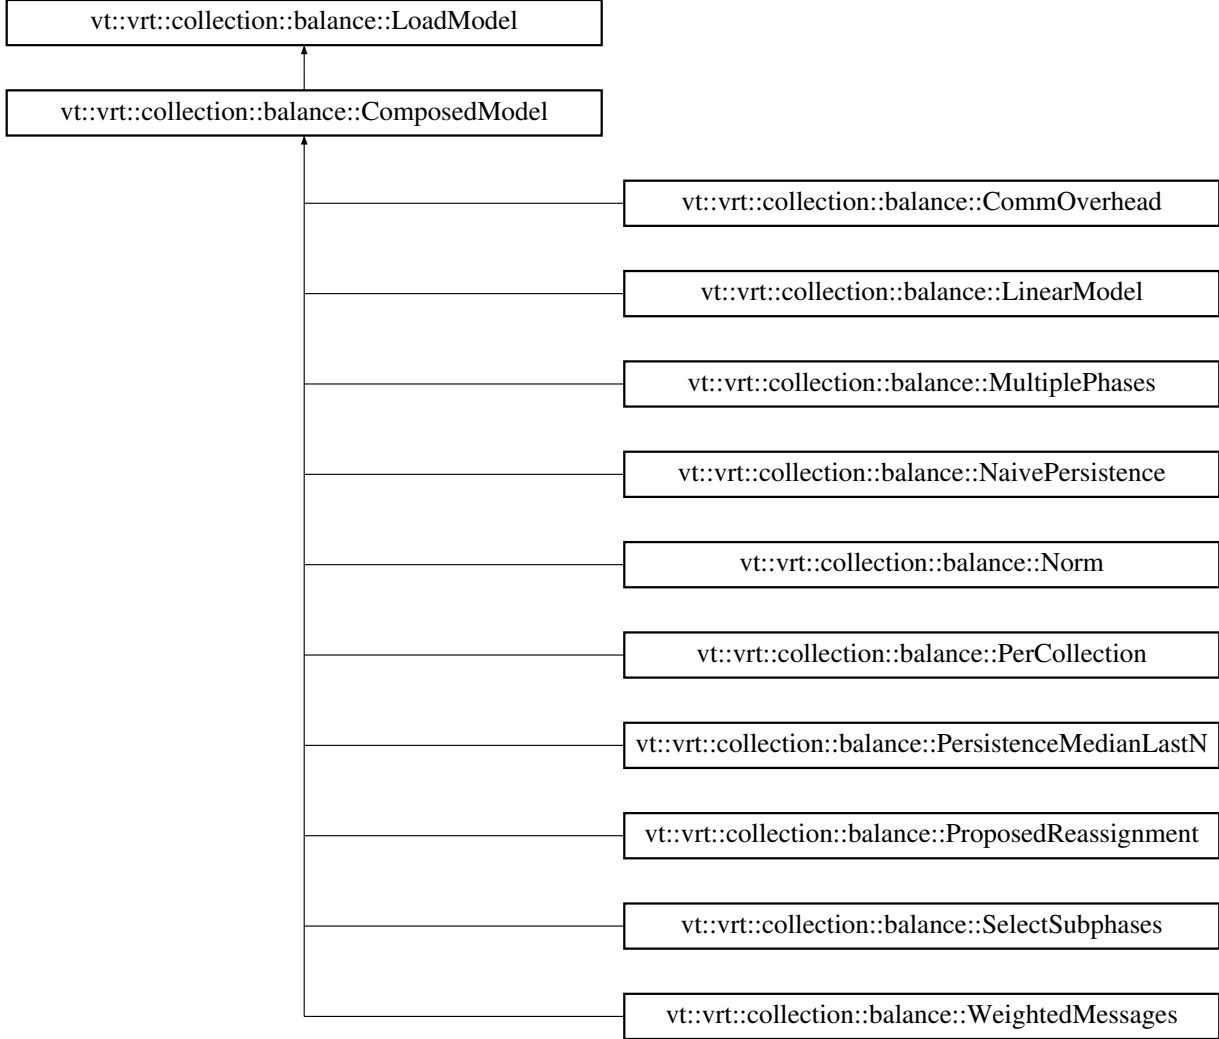 vt::vrt::collection::balance::LoadModel
vt::vrt::collection::balance::ComposedModel
vt::vrt::collection::balance::CommOverhead
vt::vrt::collection::balance::LinearModel
vt::vrt::collection::balance::MultiplePhases
vt::vrt::collection::balance::NaivePersistence
vt::vrt::collection::balance::Norm
vt::vrt::collection::balance::PerCollection
vt::vrt::collection::balance::PersistenceMedianLastN
vt::vrt::collection::balance::ProposedReassignment
vt::vrt::collection::balance::SelectSubphases
vt::vrt::collection::balance::WeightedMessages